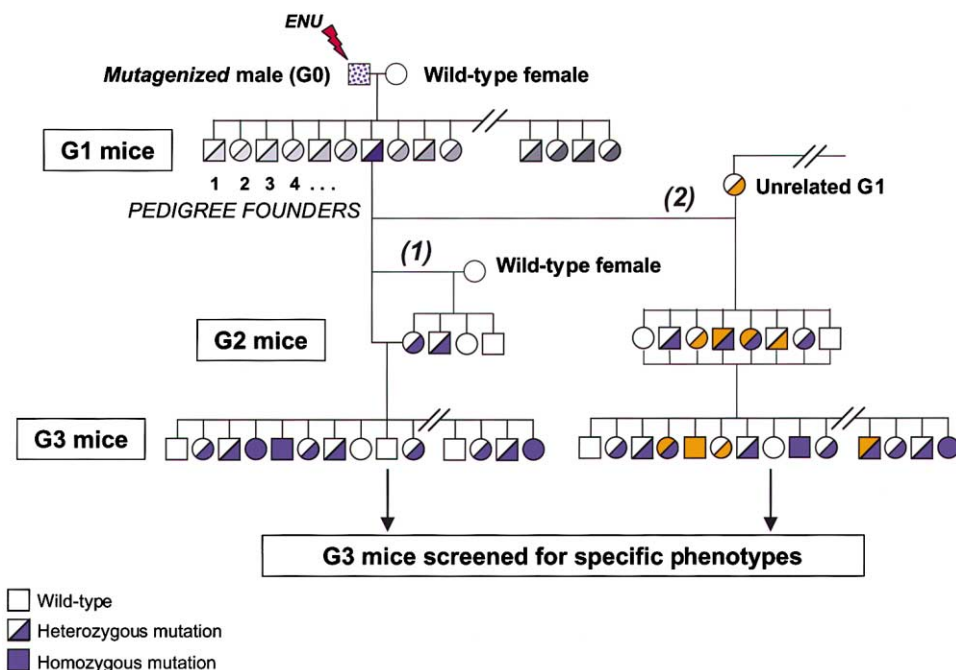 ENU
Mutagenized male (G0)
Wild-type female
G1 mice
1 2 3 4 . . .
PEDIGREE FOUNDERS
Unrelated G1
(2)
(1)
Wild-type female
G2 mice
G3 mice
G3 mice screened for specific phenotypes
Wild-type
Heterozygous mutation
Homozygous mutation